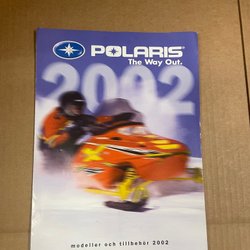 POLARIS®
The Way Out.
2002
modeller och tillbehör 2002